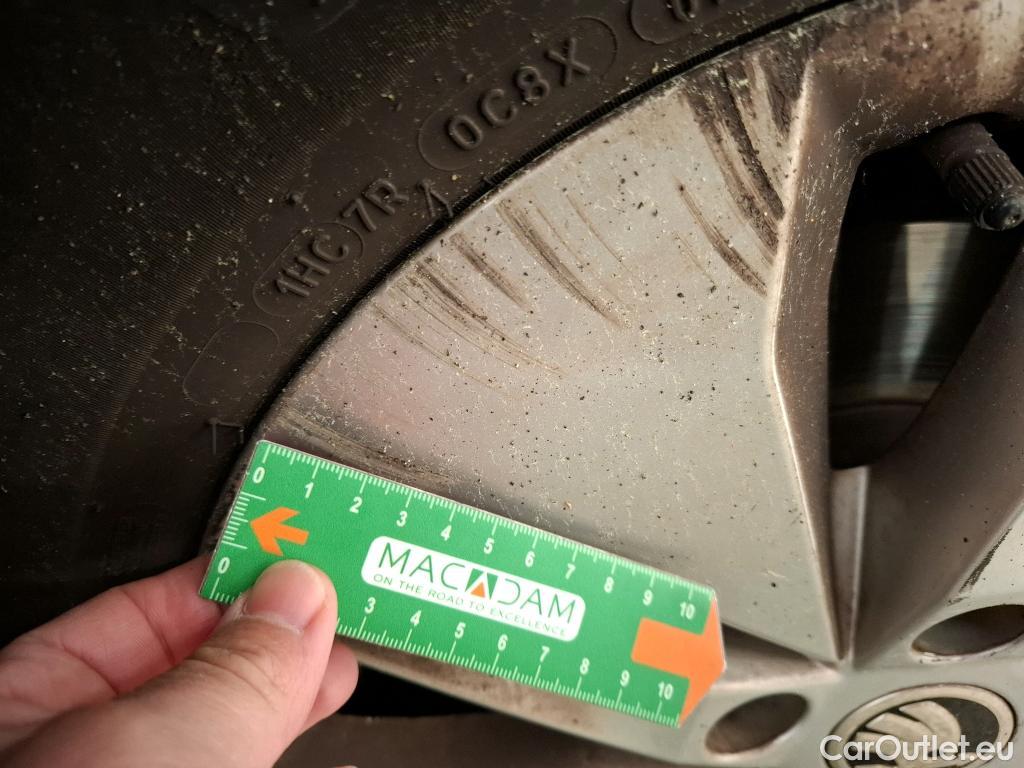 0C8X
1HC 7R
0 1 2 3 4 5 6 7 8 9 10
MACADAM
ON THE ROAD TO EXCELLENCE
0 3 4 5 6 7 8 9 10
CarOutlet.eu